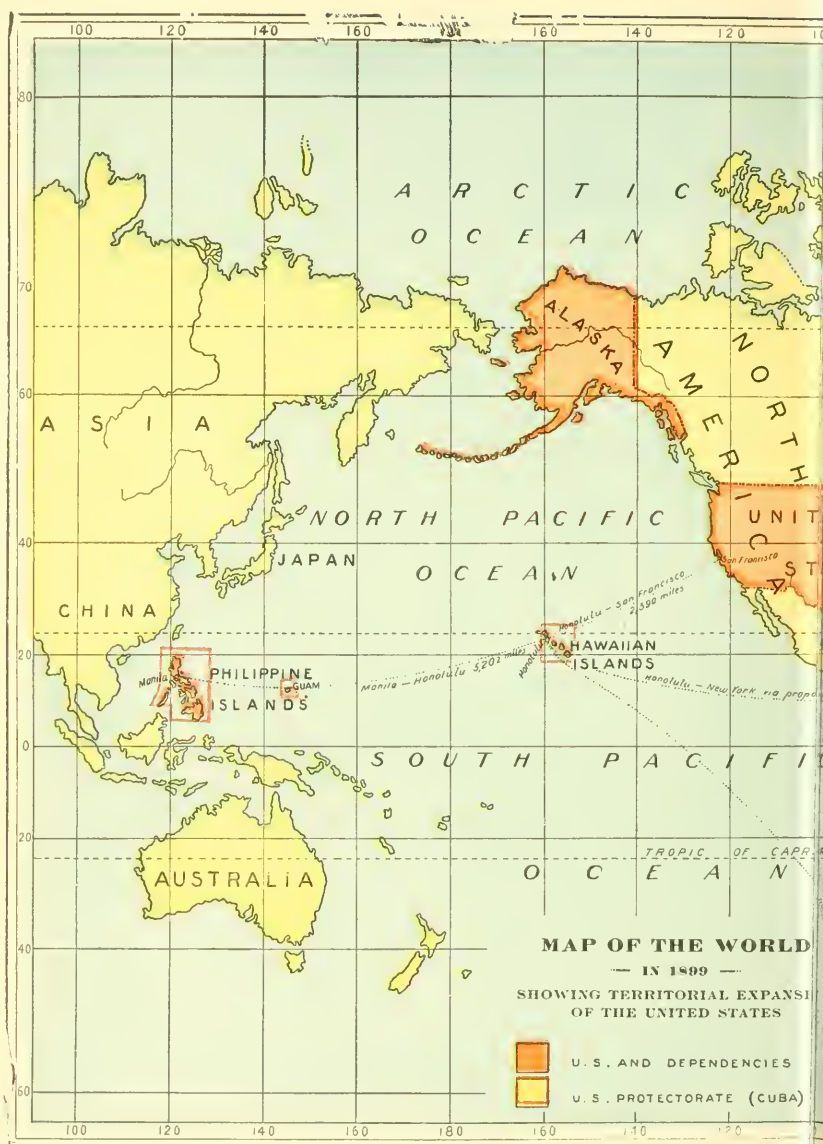 100 120 140 160 140 120
80
ARCTIC
OCEAN
70
ALASKA
NORTH
AMERICA
60
ASIA
UNIT
ST
San Francisco
NORTH PACIFIC
40
JAPAN
OCEAN
Honolulu - San Francisco
2,390 miles
CHINA
HAWAIIAN
ISLANDS
Honolulu
20
PHILIPPINE
ISLANDS
Manila
GUAM
Manila - Honolulu 5,202 miles
Honolulu - New York via propo
0
SOUTH PACIFI
20
TROPIC OF CAPR
OCEAN
AUSTRALIA
40
MAP OF THE WORLD
— IN 1899 —
SHOWING TERRITORIAL EXPANSI
OF THE UNITED STATES
U.S. AND DEPENDENCIES
U.S. PROTECTORATE (CUBA)
60
100 120 140 160 180 160 140 120